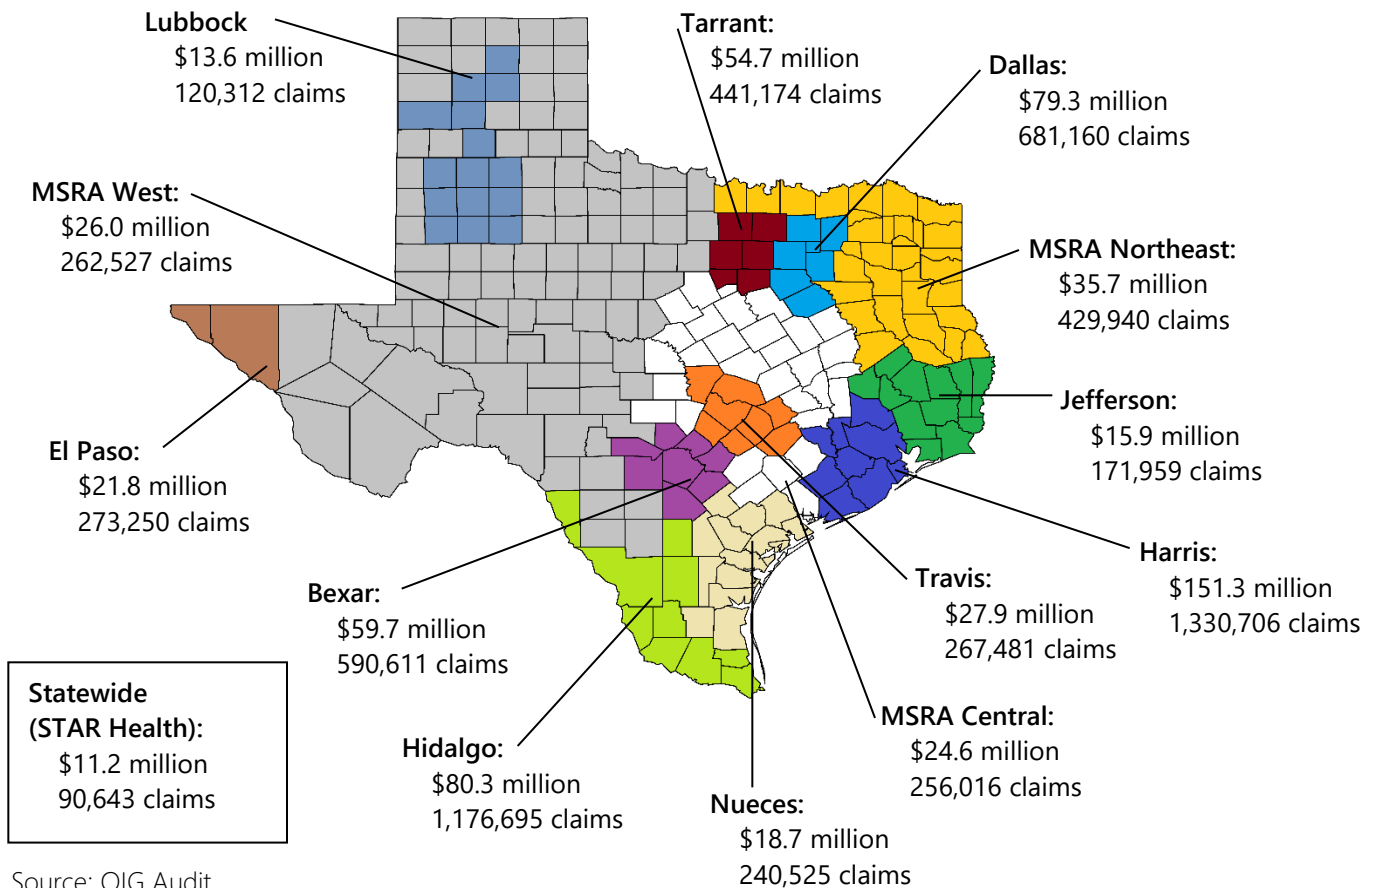 Lubbock
$13.6 million
120,312 claims
Tarrant:
$54.7 million
441,174 claims
Dallas:
$79.3 million
681,160 claims
MSRA West:
$26.0 million
262,527 claims
MSRA Northeast:
$35.7 million
429,940 claims
Jefferson:
$15.9 million
171,959 claims
El Paso:
$21.8 million
273,250 claims
Harris:
$151.3 million
1,330,706 claims
Travis:
$27.9 million
267,481 claims
Bexar:
$59.7 million
590,611 claims
MSRA Central:
$24.6 million
256,016 claims
Hidalgo:
$80.3 million
1,176,695 claims
Nueces:
$18.7 million
240,525 claims
Statewide
(STAR Health):
$11.2 million
90,643 claims
Source: OIG Audit